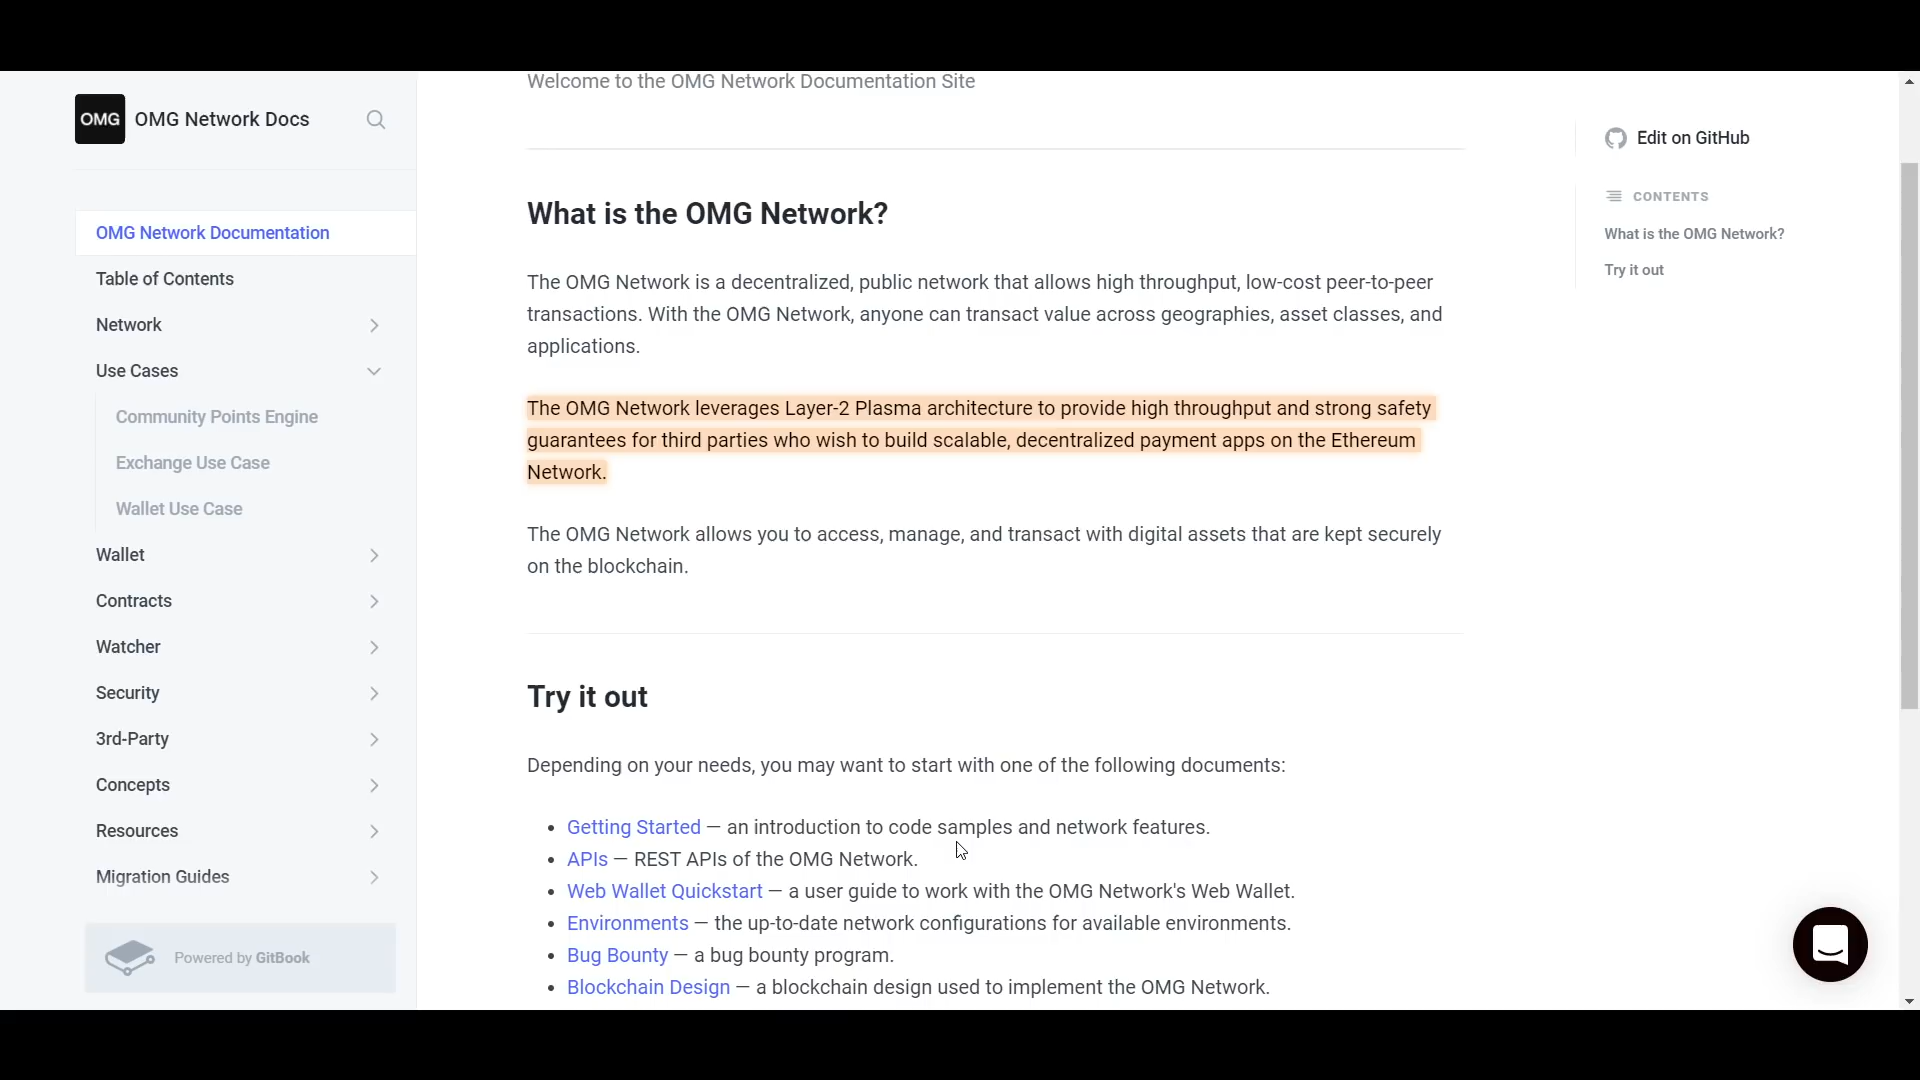 OMG
OMG Network Docs
OMG Network Documentation
Table of Contents
Network
Use Cases
Community Points Engine
Exchange Use Case
Wallet Use Case
Wallet
Contracts
Watcher
Security
3rd-Party
Concepts
Resources
Migration Guides
Powered by GitBook
Welcome to the OMG Network Documentation Site
What is the OMG Network?
The OMG Network is a decentralized, public network that allows high throughput, low-cost peer-to-peer
transactions. With the OMG Network, anyone can transact value across geographies, asset classes, and
applications.
The OMG Network leverages Layer-2 Plasma architecture to provide high throughput and strong safety
guarantees for third parties who wish to build scalable, decentralized payment apps on the Ethereum
Network.
The OMG Network allows you to access, manage, and transact with digital assets that are kept securely
on the blockchain.
Try it out
Depending on your needs, you may want to start with one of the following documents:
• Getting Started — an introduction to code samples and network features.
• APIs — REST APIs of the OMG Network.
• Web Wallet Quickstart — a user guide to work with the OMG Network's Web Wallet.
• Environments — the up-to-date network configurations for available environments.
• Bug Bounty — a bug bounty program.
• Blockchain Design — a blockchain design used to implement the OMG Network.
Edit on GitHub
CONTENTS
What is the OMG Network?
Try it out